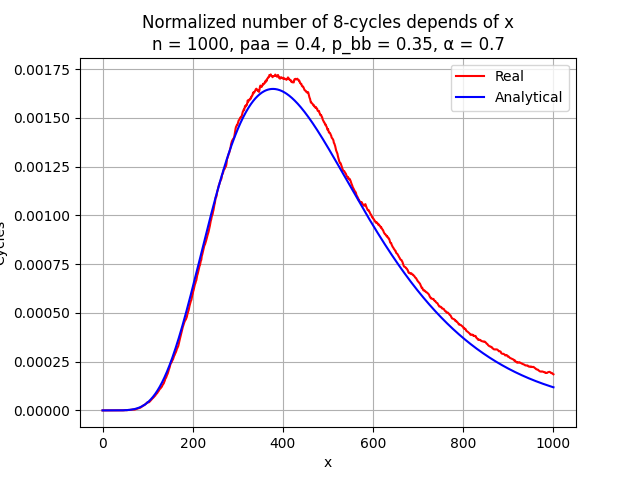 Normalized number of 8-cycles depends of x
n = 1000, paa = 0.4, p_bb = 0.35, α = 0.7
Real
Analytical
0.00175
0.00150
0.00125
0.00100
0.00075
0.00050
0.00025
0.00000
0 200 400 600 800 1000
x